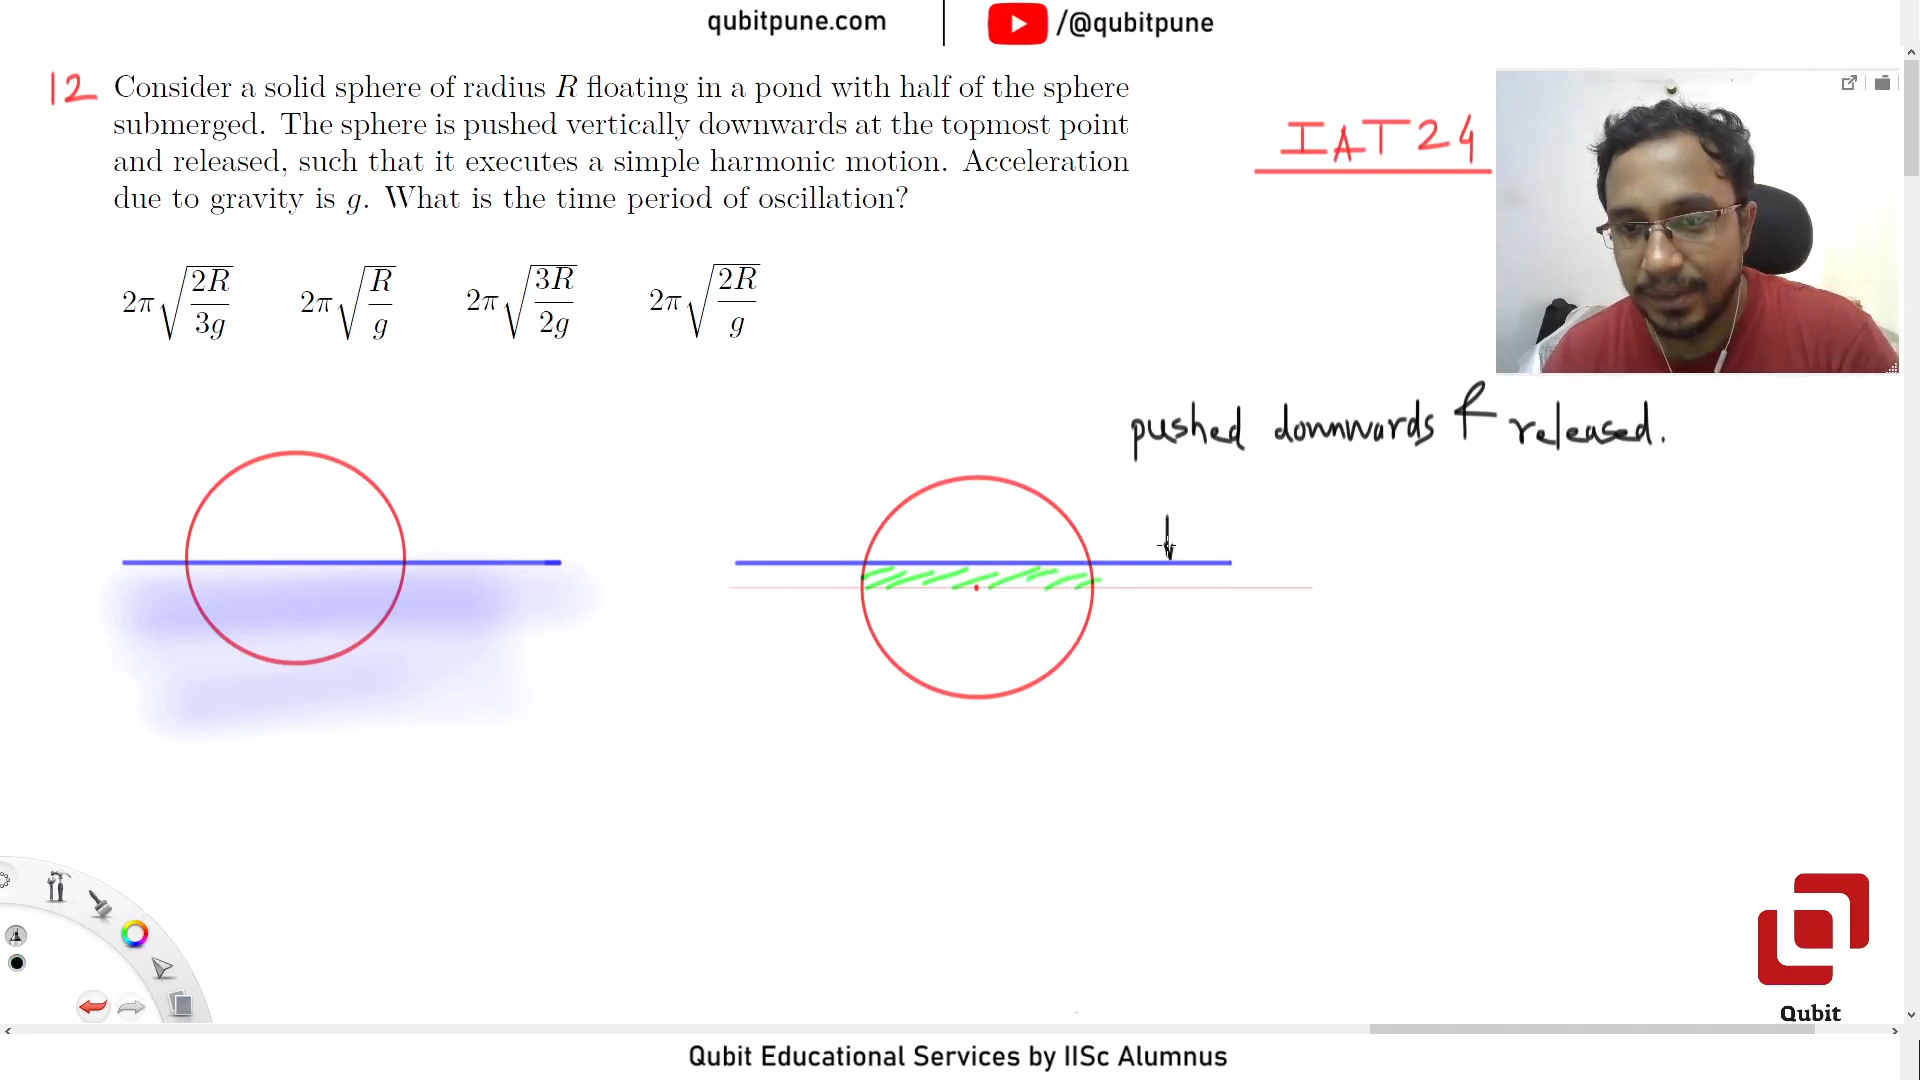 qubitpune.com | /@qubitpune
12 Consider a solid sphere of radius R floating in a pond with half of the sphere
submerged. The sphere is pushed vertically downwards at the topmost point
and released, such that it executes a simple harmonic motion. Acceleration
due to gravity is g. What is the time period of oscillation?
IAT24
2π√(2R/3g) 2π√(R/g) 2π√(3R/2g) 2π√(2R/g)
pushed downwards & released.
Qubit
Qubit Educational Services by IISc Alumnus